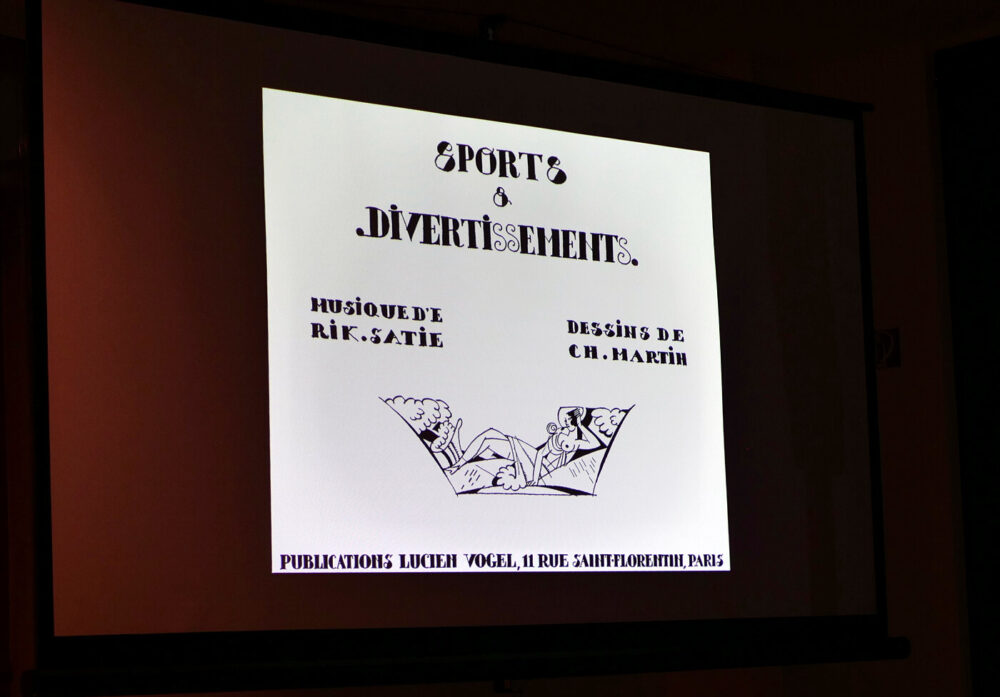 SPORTS
&
.DiVERTiSSEMENTS.
MUSiQUE D'E
RiK.SATiE
DESSiNS DE
CH. MARTiN
PUBLICATIONS LUCIEN VOGEL, 11 RUE SAINT-FLORENTIN, PARIS